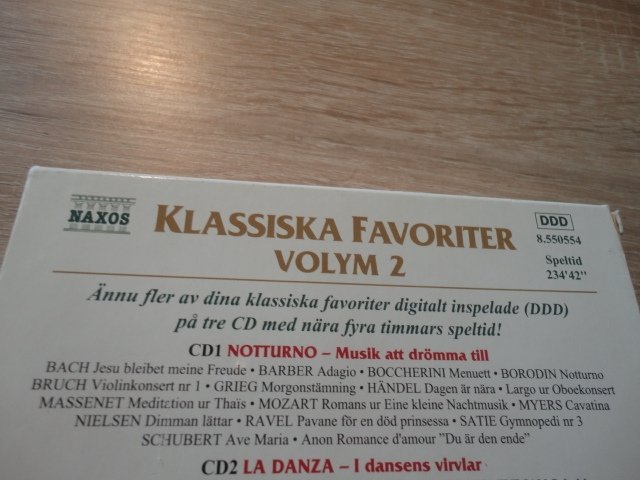 NAXOS
KLASSISKA FAVORITER
VOLYM 2
DDD
8.550554
Speltid
234'42"
Ännu fler av dina klassiska favoriter digitalt inspelade (DDD)
på tre CD med nära fyra timmars speltid!
CD1 NOTTURNO – Musik att drömma till
BACH Jesu bleibet meine Freude • BARBER Adagio • BOCCHERINI Menuett • BORODIN Notturno
BRUCH Violinkonsert nr 1 • GRIEG Morgonstämning • HÄNDEL Dagen är nära • Largo ur Oboekonsert
MASSENET Meditation ur Thaïs • MOZART Romans ur Eine kleine Nachtmusik • MYERS Cavatina
NIELSEN Dimman lättar • RAVEL Pavane för en död prinsessa • SATIE Gymnopedi nr 3
SCHUBERT Ave Maria • Anon Romance d'amour "Du är den ende"
CD2 LA DANZA – I dansens virvlar